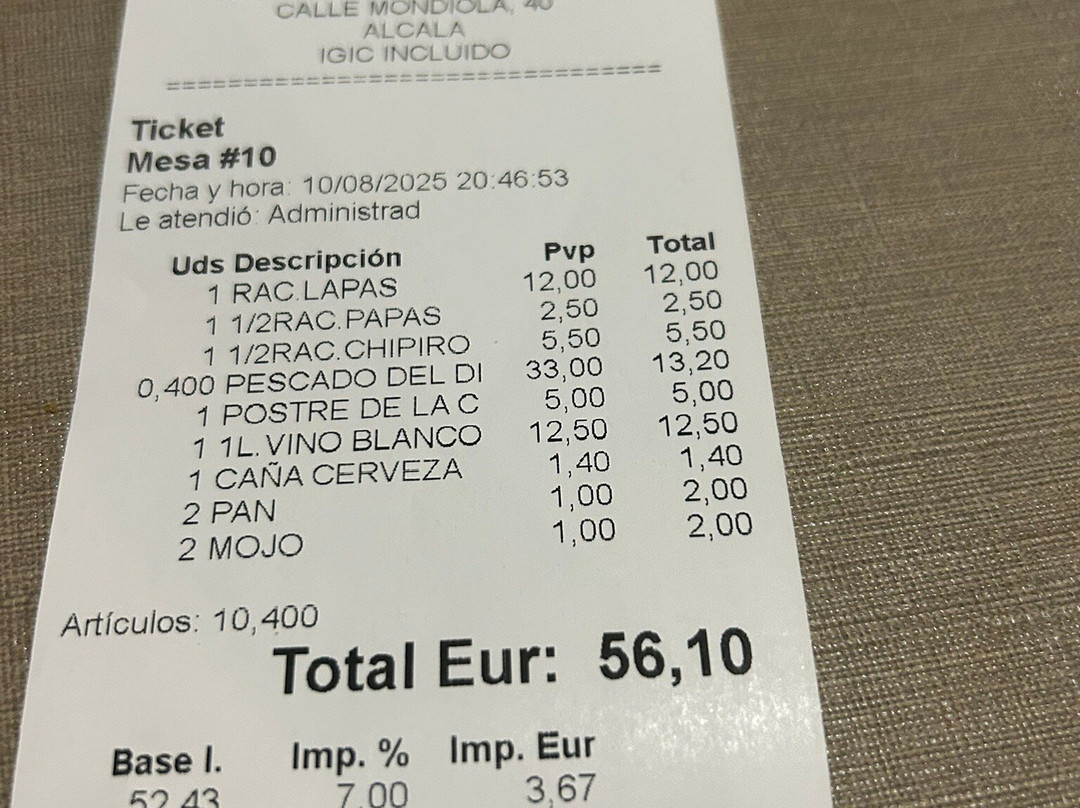 CALLE MONDIOLA, 40
ALCALA
IGIC INCLUIDO
================================
Ticket
Mesa #10
Fecha y hora: 10/08/2025 20:46:53
Le atendió: Administrad
Uds Descripción Pvp Total
1 RAC.LAPAS 12,00 12,00
1 1/2RAC.PAPAS 2,50 2,50
1 1/2RAC.CHIPIRO 5,50 5,50
0,400 PESCADO DEL DI 33,00 13,20
1 POSTRE DE LA C 5,00 5,00
1 1L.VINO BLANCO 12,50 12,50
1 CAÑA CERVEZA 1,40 1,40
2 PAN 1,00 2,00
2 MOJO 1,00 2,00
Artículos: 10,400
Total Eur: 56,10
Base I. Imp. % Imp. Eur
52,43 7,00 3,67